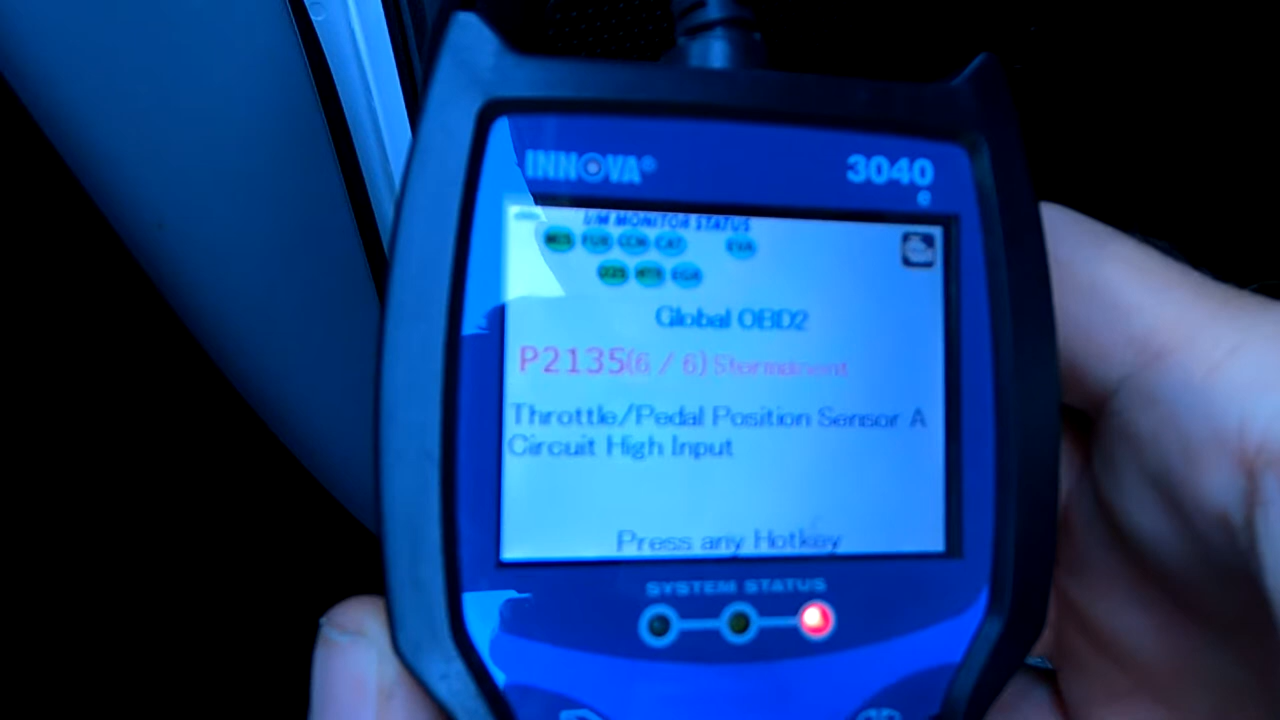 INNOVA®
3040
e
I/M MONITOR STATUS
MIS FUE CCM CAT EVA
O2S HTR EGR
Global OBD2
P2135(6 / 6)
Throttle/Pedal Position Sensor A
Circuit High Input
Press any Hotkey
SYSTEM STATUS